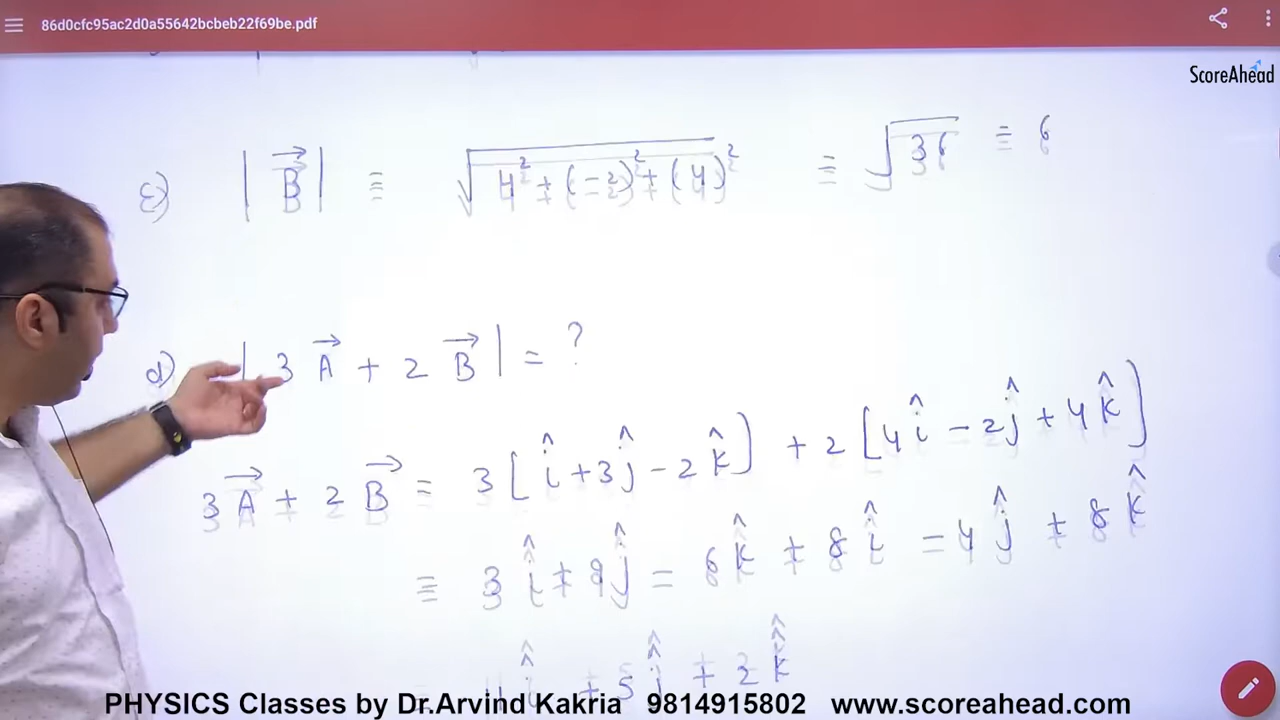 86d0cfc95ac2d0a55642bcbeb22f69be.pdf
ScoreAhead
c) |B⃗| = √(4² + (-2)² + (4)²) = √36 = 6
d) |3A⃗ + 2B⃗| = ?
3A⃗ + 2B⃗ = 3[î + 3ĵ - 2k̂] + 2[4î - 2ĵ + 4k̂]
= 3î + 9ĵ - 6k̂ + 8î - 4ĵ + 8k̂
= 11î + 5ĵ + 2k̂
PHYSICS Classes by Dr.Arvind Kakria 9814915802 www.scoreahead.com